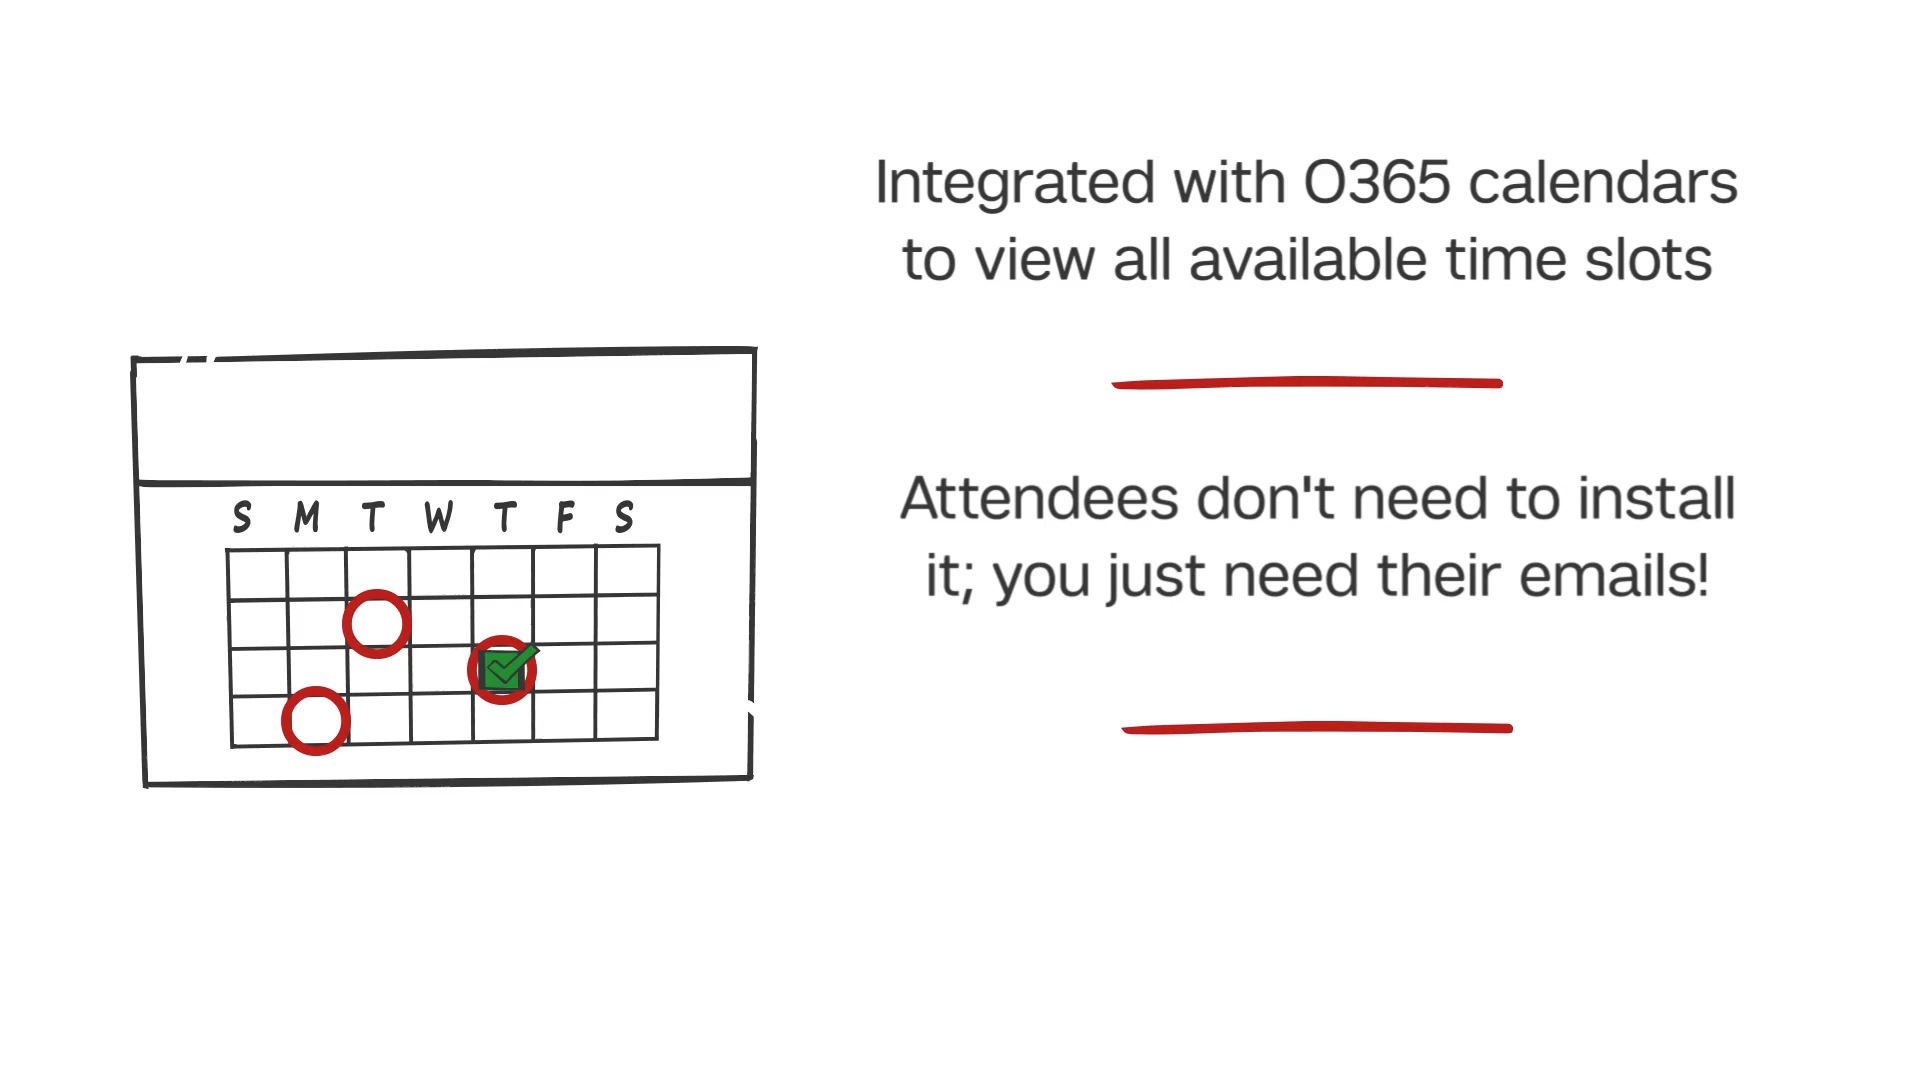 Integrated with O365 calendars
to view all available time slots
Attendees don't need to install
it; you just need their emails!
S M T W T F S